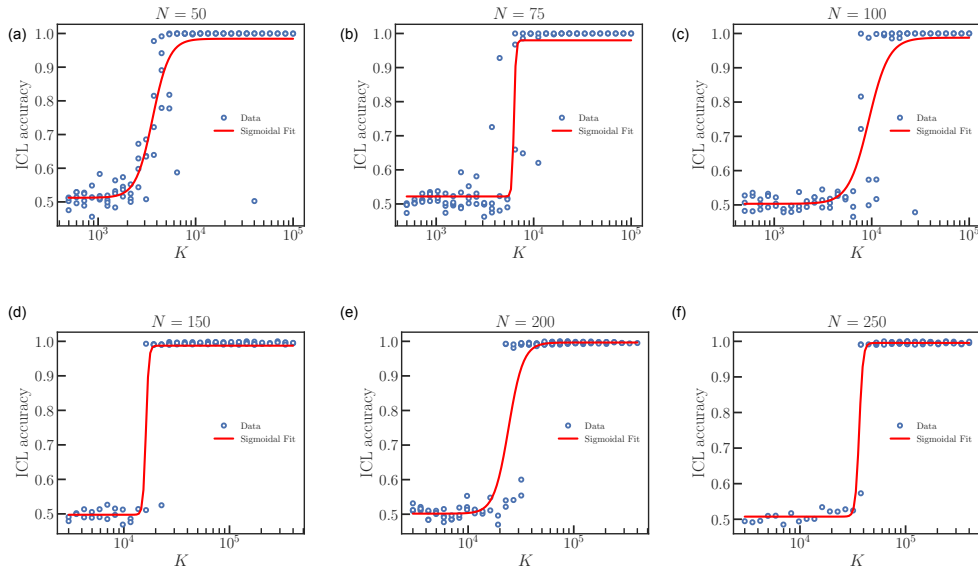 (a)
N = 50
ICL accuracy
1.0
0.9
0.8
0.7
0.6
0.5
Data
Sigmoidal Fit
10³
10⁴
10⁵
K
(b)
N = 75
ICL accuracy
1.0
0.9
0.8
0.7
0.6
0.5
Data
Sigmoidal Fit
10³
10⁴
10⁵
K
(c)
N = 100
ICL accuracy
1.0
0.9
0.8
0.7
0.6
0.5
Data
Sigmoidal Fit
10³
10⁴
10⁵
K
(d)
N = 150
ICL accuracy
1.0
0.9
0.8
0.7
0.6
0.5
Data
Sigmoidal Fit
10⁴
10⁵
K
(e)
N = 200
ICL accuracy
1.0
0.9
0.8
0.7
0.6
0.5
Data
Sigmoidal Fit
10⁴
10⁵
K
(f)
N = 250
ICL accuracy
1.0
0.9
0.8
0.7
0.6
0.5
Data
Sigmoidal Fit
10⁴
10⁵
K